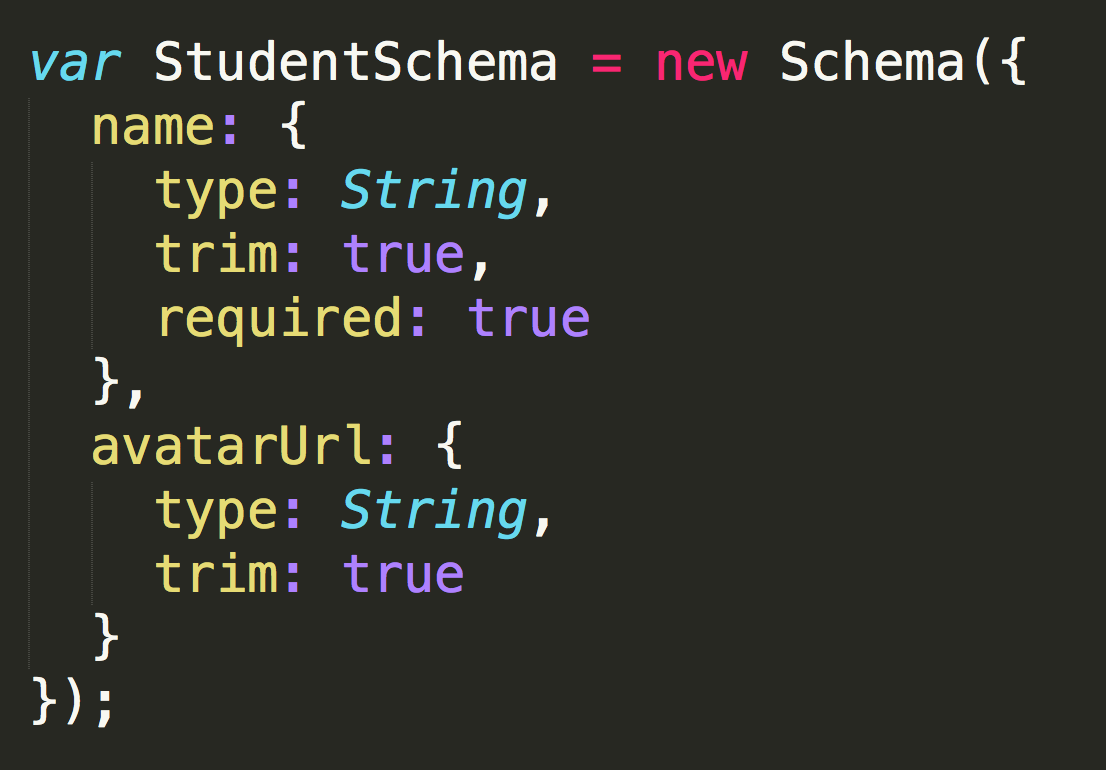 var StudentSchema = new Schema({
  name: {
    type: String,
    trim: true,
    required: true
  },
  avatarUrl: {
    type: String,
    trim: true
  }
});